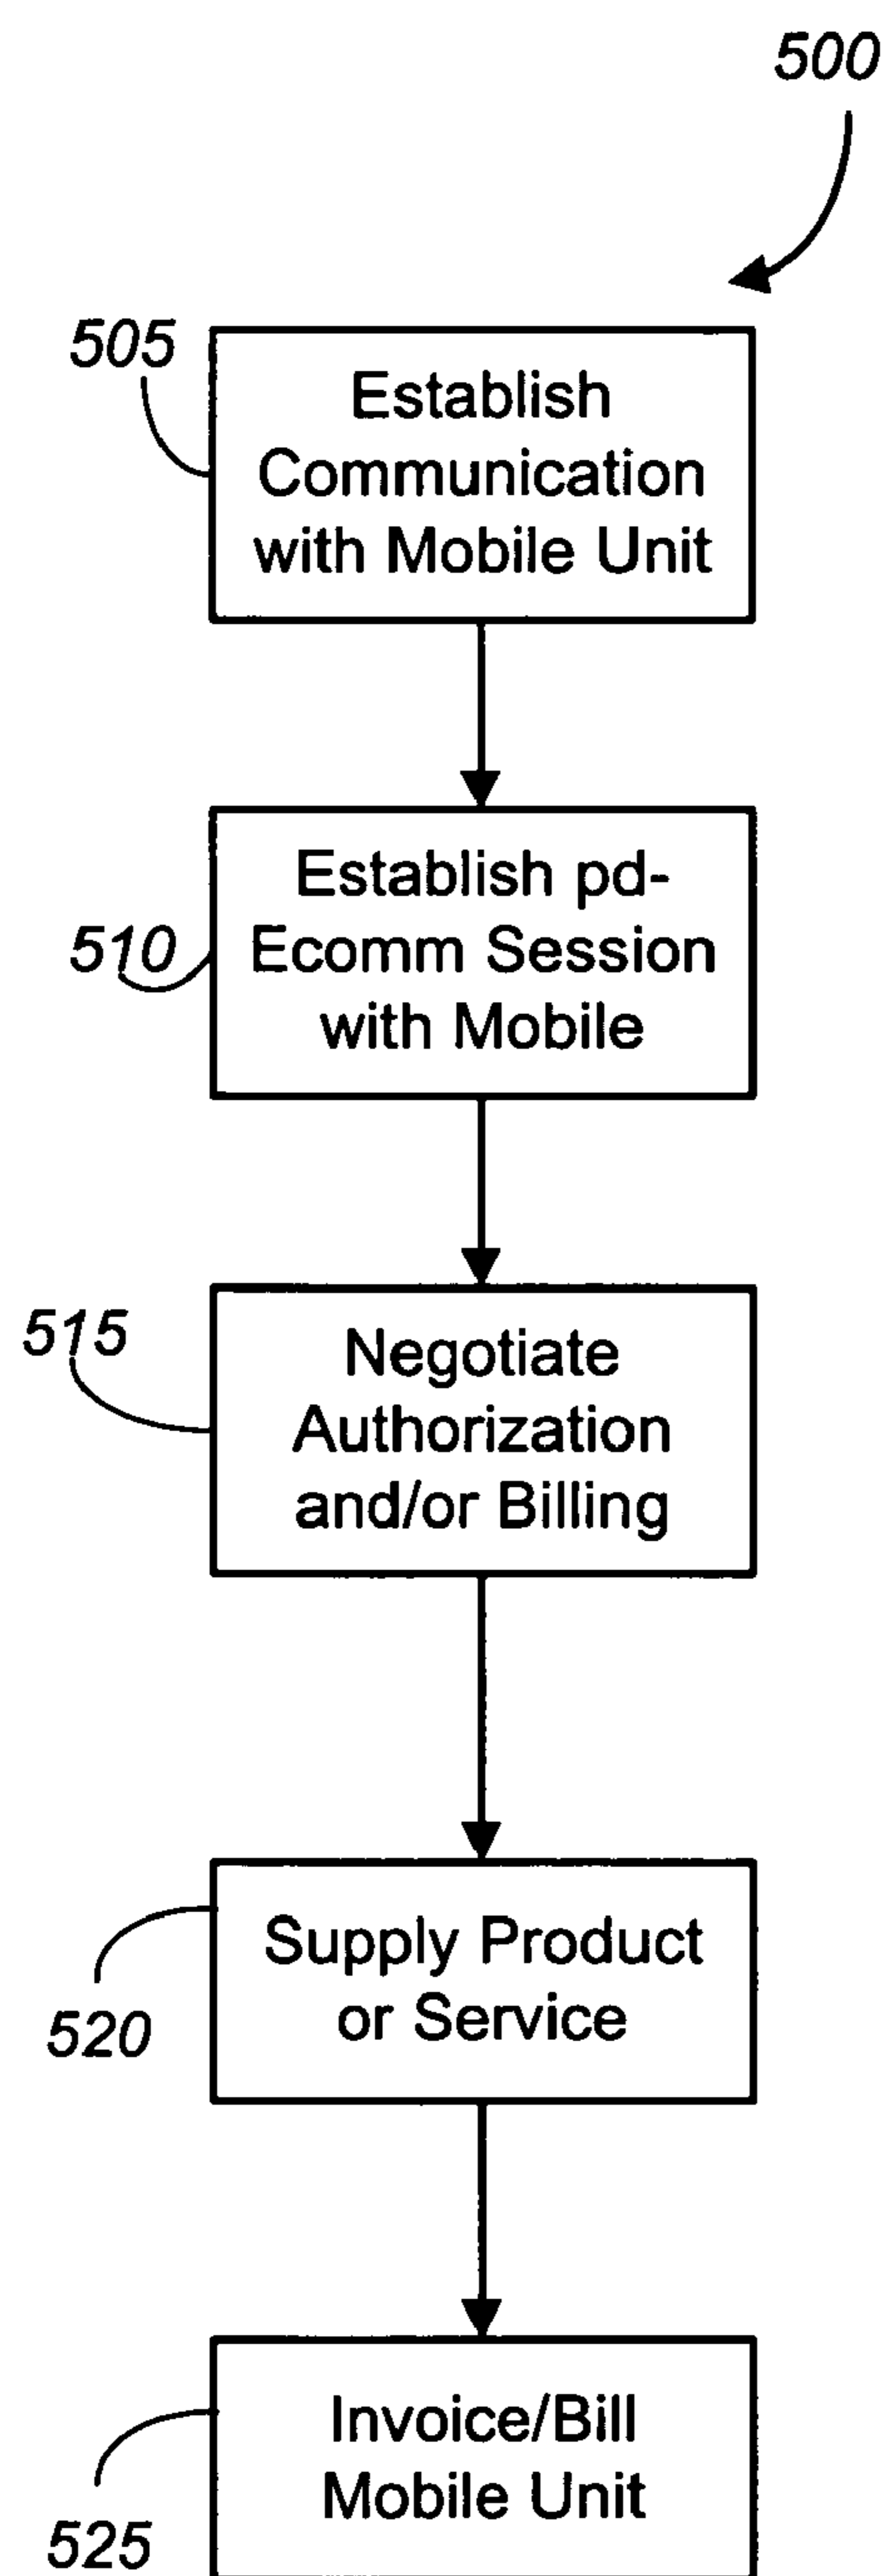 500
505
Establish
Communication
with Mobile Unit
510
Establish pd-
Ecomm Session
with Mobile
515
Negotiate
Authorization
and/or Billing
520
Supply Product
or Service
525
Invoice/Bill
Mobile Unit